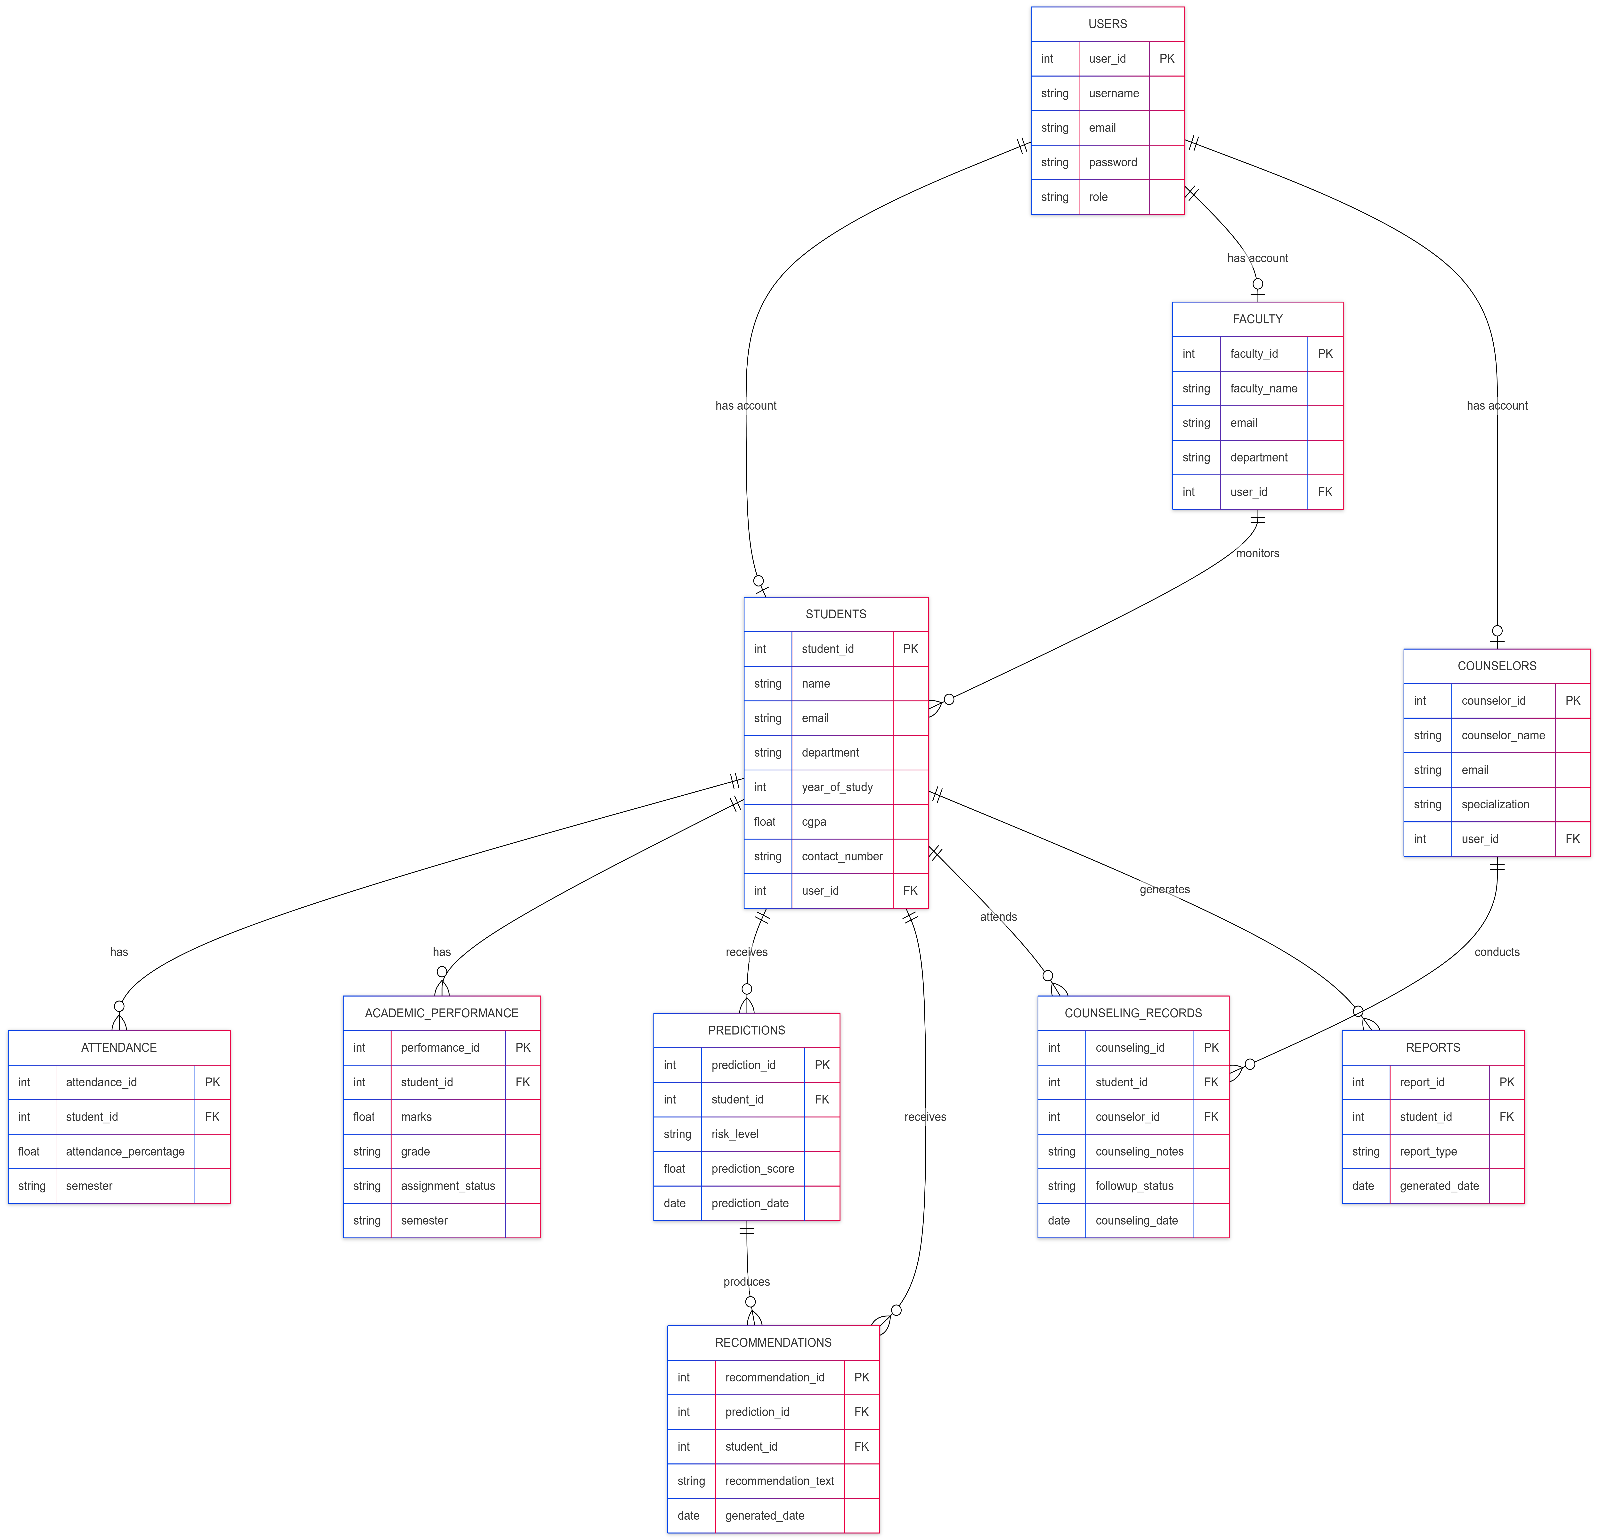 USERS
int user_id PK
string username
string email
string password
string role
has account
FACULTY
int faculty_id PK
string faculty_name
string email
string department
int user_id FK
has account
has account
monitors
STUDENTS
int student_id PK
string name
string email
string department
int year_of_study
float cgpa
string contact_number
int user_id FK
COUNSELORS
int counselor_id PK
string counselor_name
string email
string specialization
int user_id FK
generates
attends
has
has
receives
conducts
ATTENDANCE
int attendance_id PK
int student_id FK
float attendance_percentage
string semester
ACADEMIC_PERFORMANCE
int performance_id PK
int student_id FK
float marks
string grade
string assignment_status
string semester
PREDICTIONS
int prediction_id PK
int student_id FK
string risk_level
float prediction_score
date prediction_date
receives
COUNSELING_RECORDS
int counseling_id PK
int student_id FK
int counselor_id FK
string counseling_notes
string followup_status
date counseling_date
REPORTS
int report_id PK
int student_id FK
string report_type
date generated_date
produces
RECOMMENDATIONS
int recommendation_id PK
int prediction_id FK
int student_id FK
string recommendation_text
date generated_date